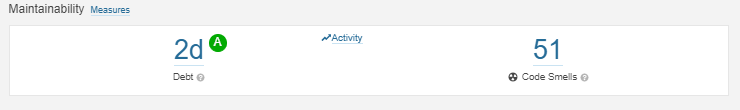 Maintainability Measures
2d A
Activity
51
Debt ?
Code Smells ?